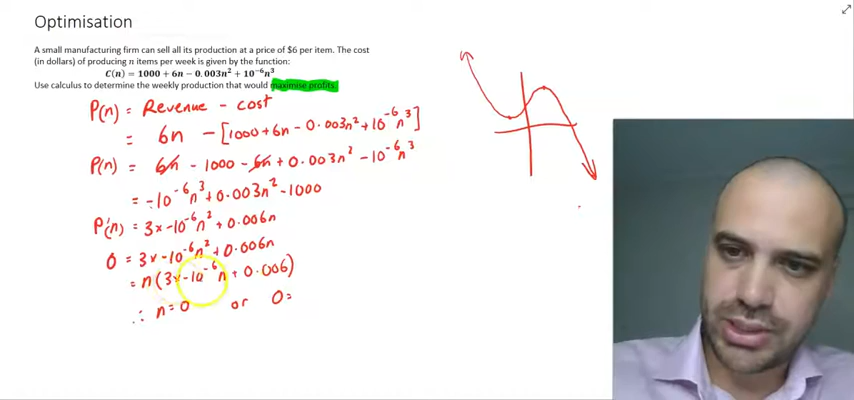 Optimisation
A small manufacturing firm can sell all its production at a price of $6 per item. The cost
(in dollars) of producing n items per week is given by the function:
C(n) = 1000 + 6n − 0.003n² + 10⁻⁶n³
Use calculus to determine the weekly production that would maximise profits.
P(n) = Revenue - cost
= 6n - [1000 + 6n - 0.003n² + 10⁻⁶n³]
P(n) = 6n - 1000 - 6n + 0.003n² - 10⁻⁶n³
= -10⁻⁶n³ + 0.003n² - 1000
P'(n) = 3x -10⁻⁶n² + 0.006n
0 = 3x -10⁻⁶n² + 0.006n
= n(3x -10⁻⁶n + 0.006)
∴ n = 0 or 0=